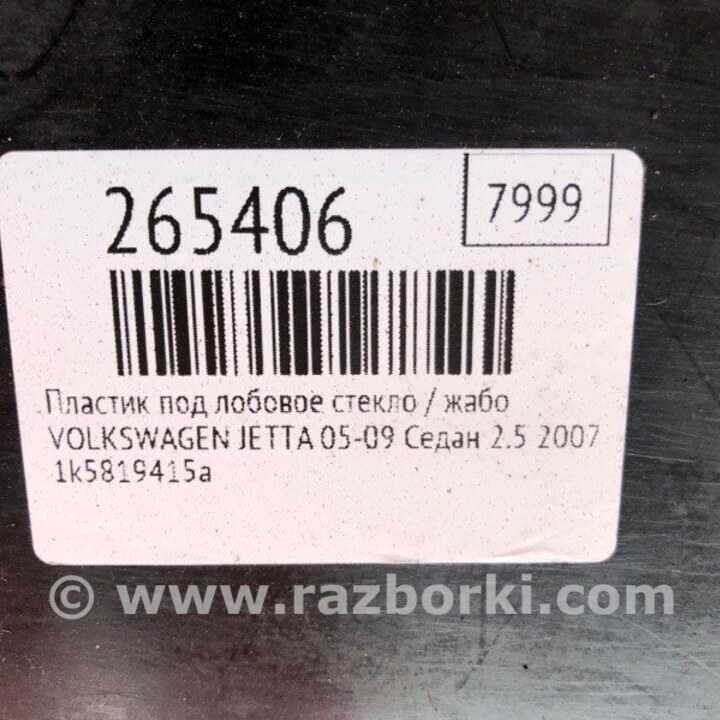 265406
7999
Пластик под лобовое стекло / жабо
VOLKSWAGEN JETTA 05-09 Седан 2.5 2007
1k5819415a
© www.razborki.com